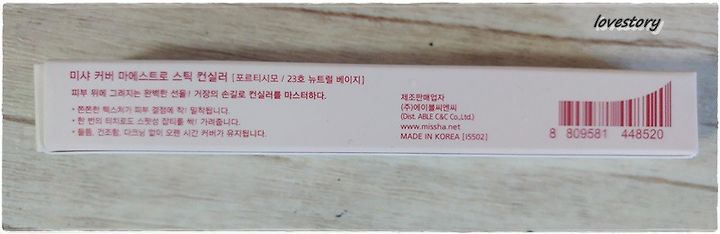 lovestory
미샤 커버 마에스트로 스틱 컨실러 [포르티시모 / 23호 뉴트럴 베이지]
피부 위에 그려지는 완벽한 선율! 거장의 손길로 컨실러를 마스터하다.
• 쫀쫀한 텍스처가 피부 결점에 착! 밀착됩니다.
• 한 번의 터치로도 스팟성 잡티를 싹! 가려줍니다.
• 들뜸, 건조함, 다크닝 없이 오랜 시간 커버가 유지됩니다.
제조판매업자
(주)에이블씨엔씨
(Dist. ABLE C&C Co.,Ltd.)
www.missha.net
MADE IN KOREA [IS502]
8 809581 448520